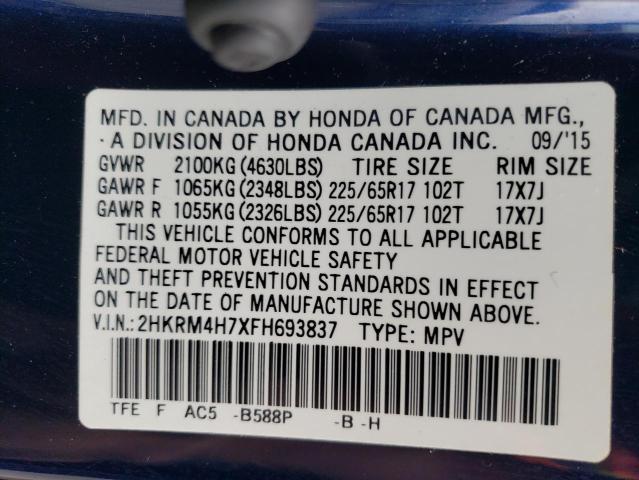 MFD. IN CANADA BY HONDA OF CANADA MFG.,
A DIVISION OF HONDA CANADA INC. 09/'15
GVWR 2100KG(4630LBS) TIRE SIZE RIM SIZE
GAWR F 1065KG(2348LBS) 225/65R17 102T 17X7J
GAWR R 1055KG(2326LBS) 225/65R17 102T 17X7J
THIS VEHICLE CONFORMS TO ALL APPLICABLE
FEDERAL MOTOR VEHICLE SAFETY
AND THEFT PREVENTION STANDARDS IN EFFECT
ON THE DATE OF MANUFACTURE SHOWN ABOVE.
V.I.N.:2HKRM4H7XFH693837 TYPE: MPV
TFE F AC5 -B588P -B -H